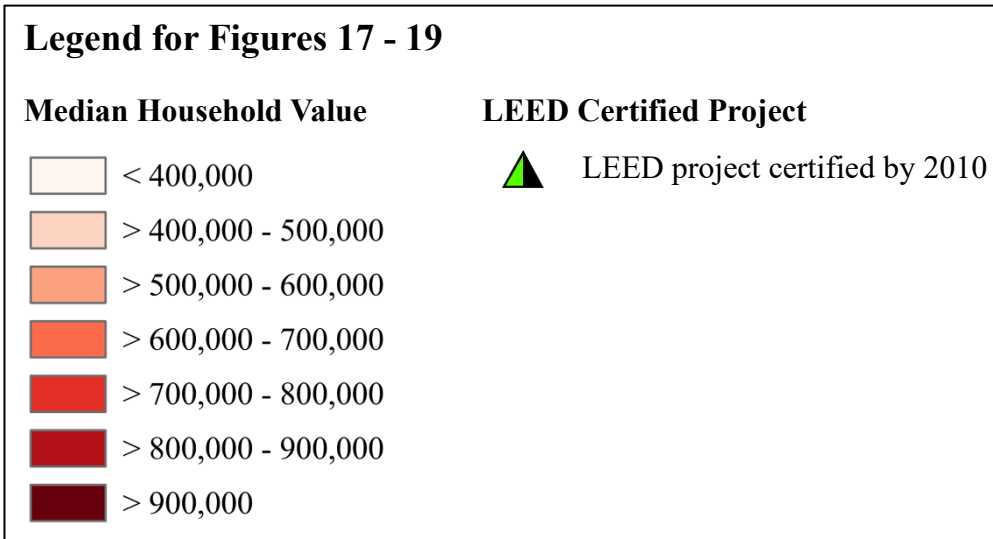 Legend for Figures 17 - 19
Median Household Value
< 400,000
> 400,000 - 500,000
> 500,000 - 600,000
> 600,000 - 700,000
> 700,000 - 800,000
> 800,000 - 900,000
> 900,000
LEED Certified Project
LEED project certified by 2010